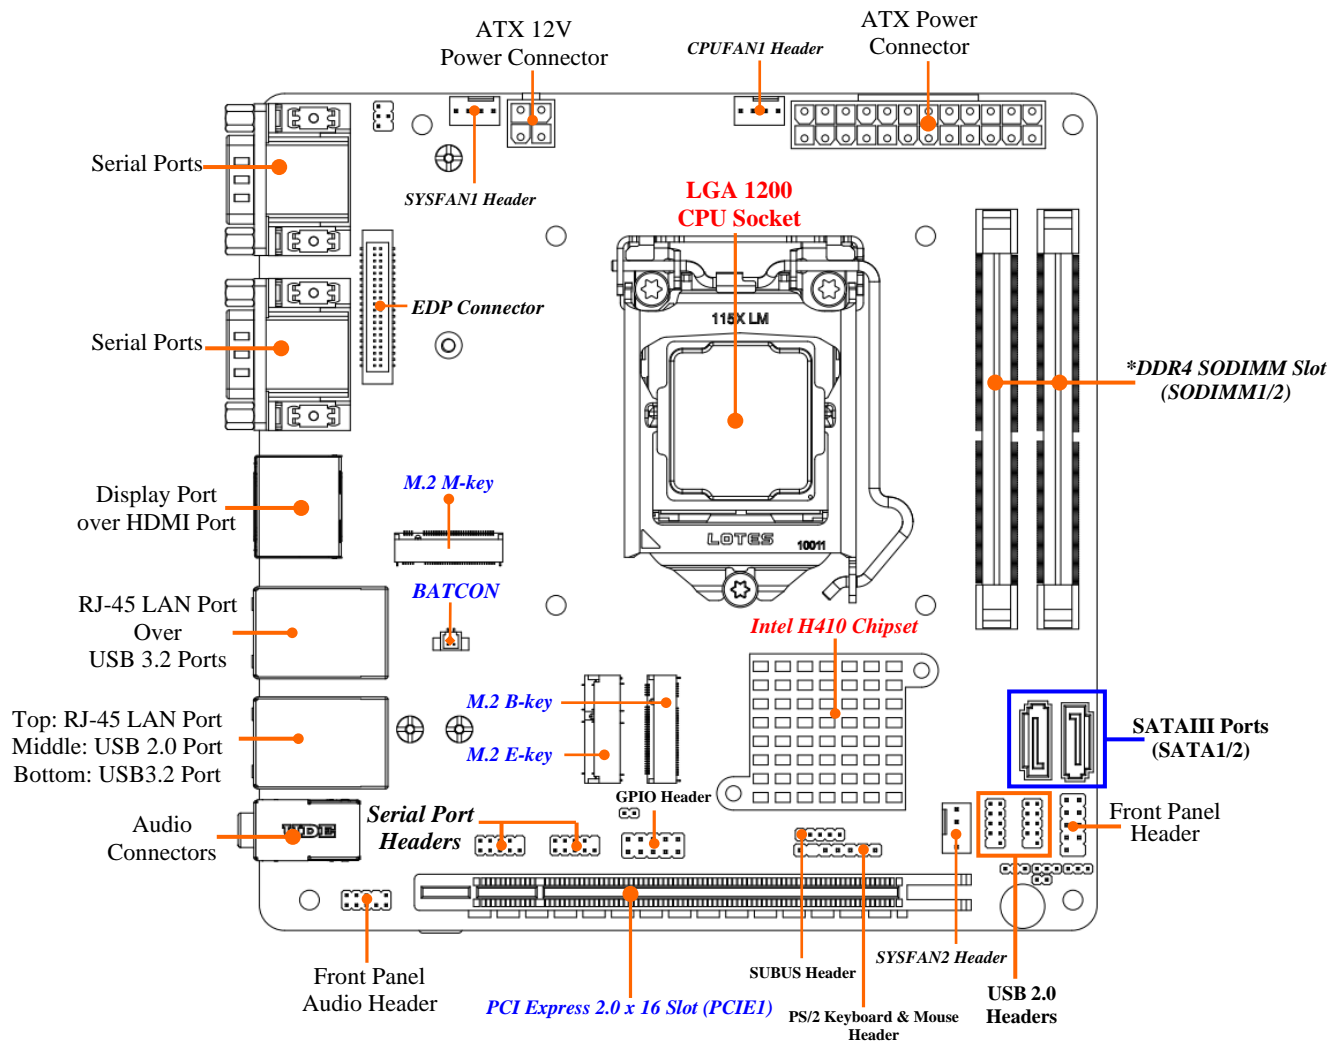 ATX 12V
Power Connector
CPUFAN1 Header
ATX Power
Connector
Serial Ports
SYSFAN1 Header
LGA 1200
CPU Socket
EDP Connector
115X LM
Serial Ports
*DDR4 SODIMM Slot
(SODIMM1/2)
M.2 M-key
Display Port
over HDMI Port
LOTES
10011
BATCON
RJ-45 LAN Port
Over
USB 3.2 Ports
Intel H410 Chipset
M.2 B-key
Top: RJ-45 LAN Port
Middle: USB 2.0 Port
Bottom: USB3.2 Port
SATAIII Ports
(SATA1/2)
M.2 E-key
GPIO Header
Serial Port
Headers
Audio
Connectors
Front Panel
Header
SYSFAN2 Header
SUBUS Header
Front Panel
Audio Header
PCI Express 2.0 x 16 Slot (PCIE1)
USB 2.0
Headers
PS/2 Keyboard & Mouse
Header